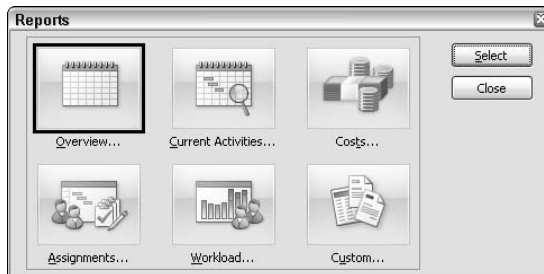 Reports
Select
Close
Overview...
Current Activities...
Costs...
Assignments...
Workload...
Custom...